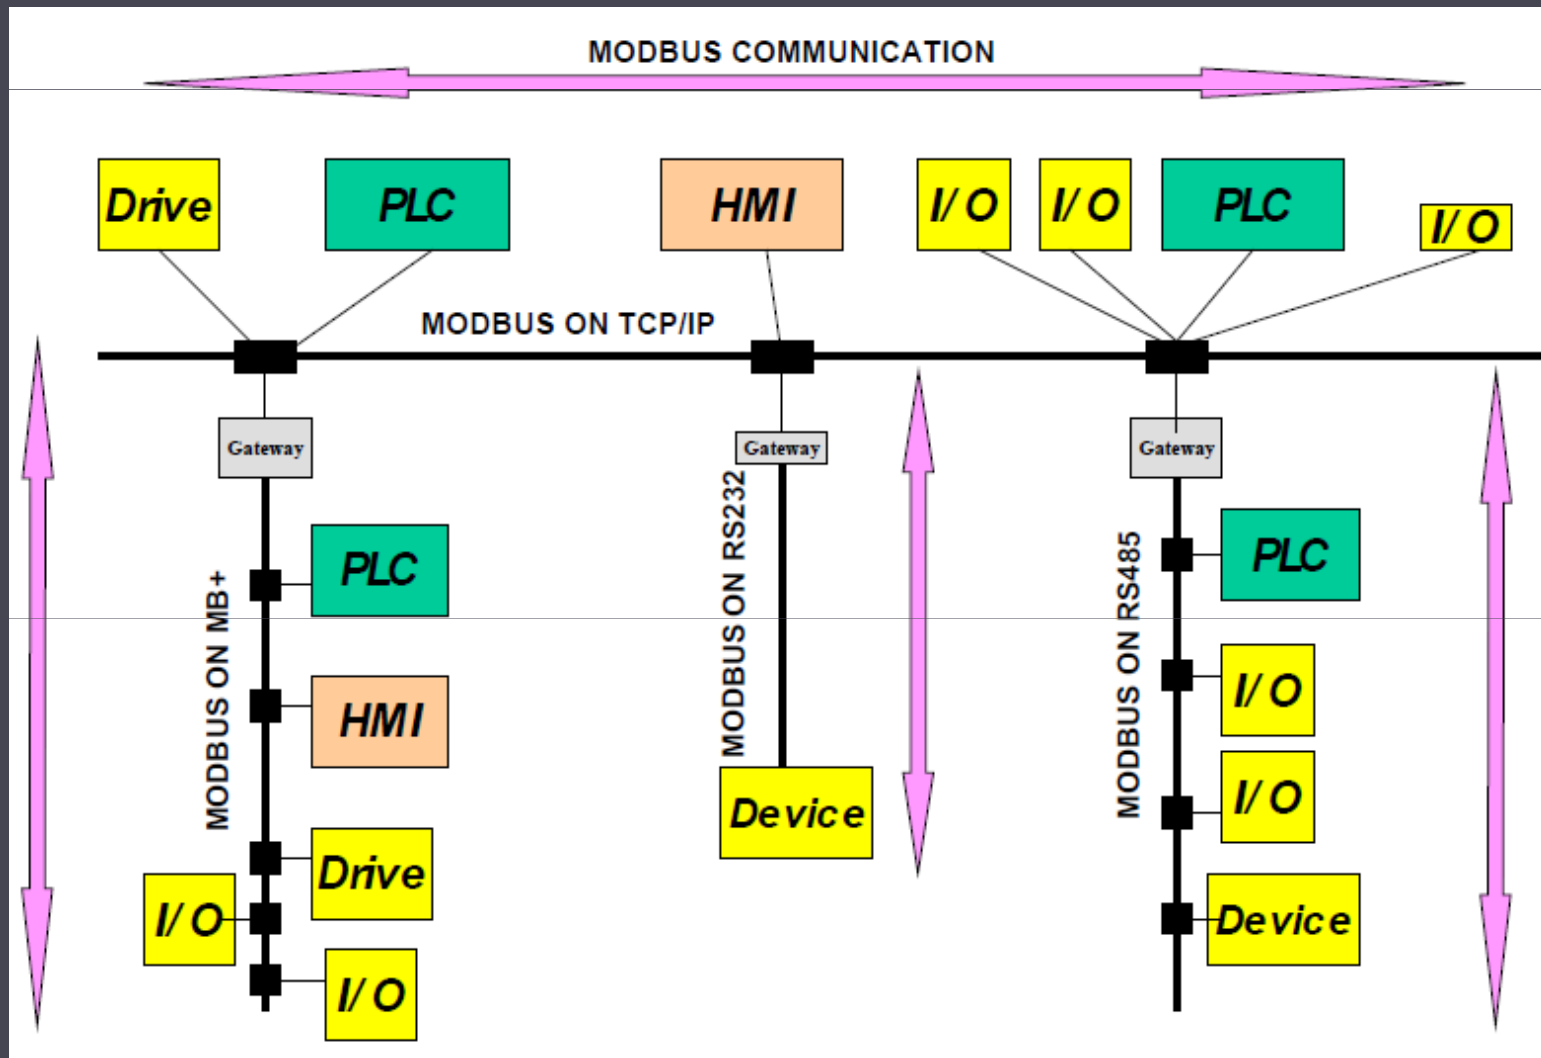 MODBUS COMMUNICATION
Drive
PLC
HMI
I/O
I/O
PLC
I/O
MODBUS ON TCP/IP
Gateway
Gateway
Gateway
MODBUS ON MB+
PLC
HMI
Drive
I/O
I/O
MODBUS ON RS232
Device
MODBUS ON RS485
PLC
I/O
I/O
Device